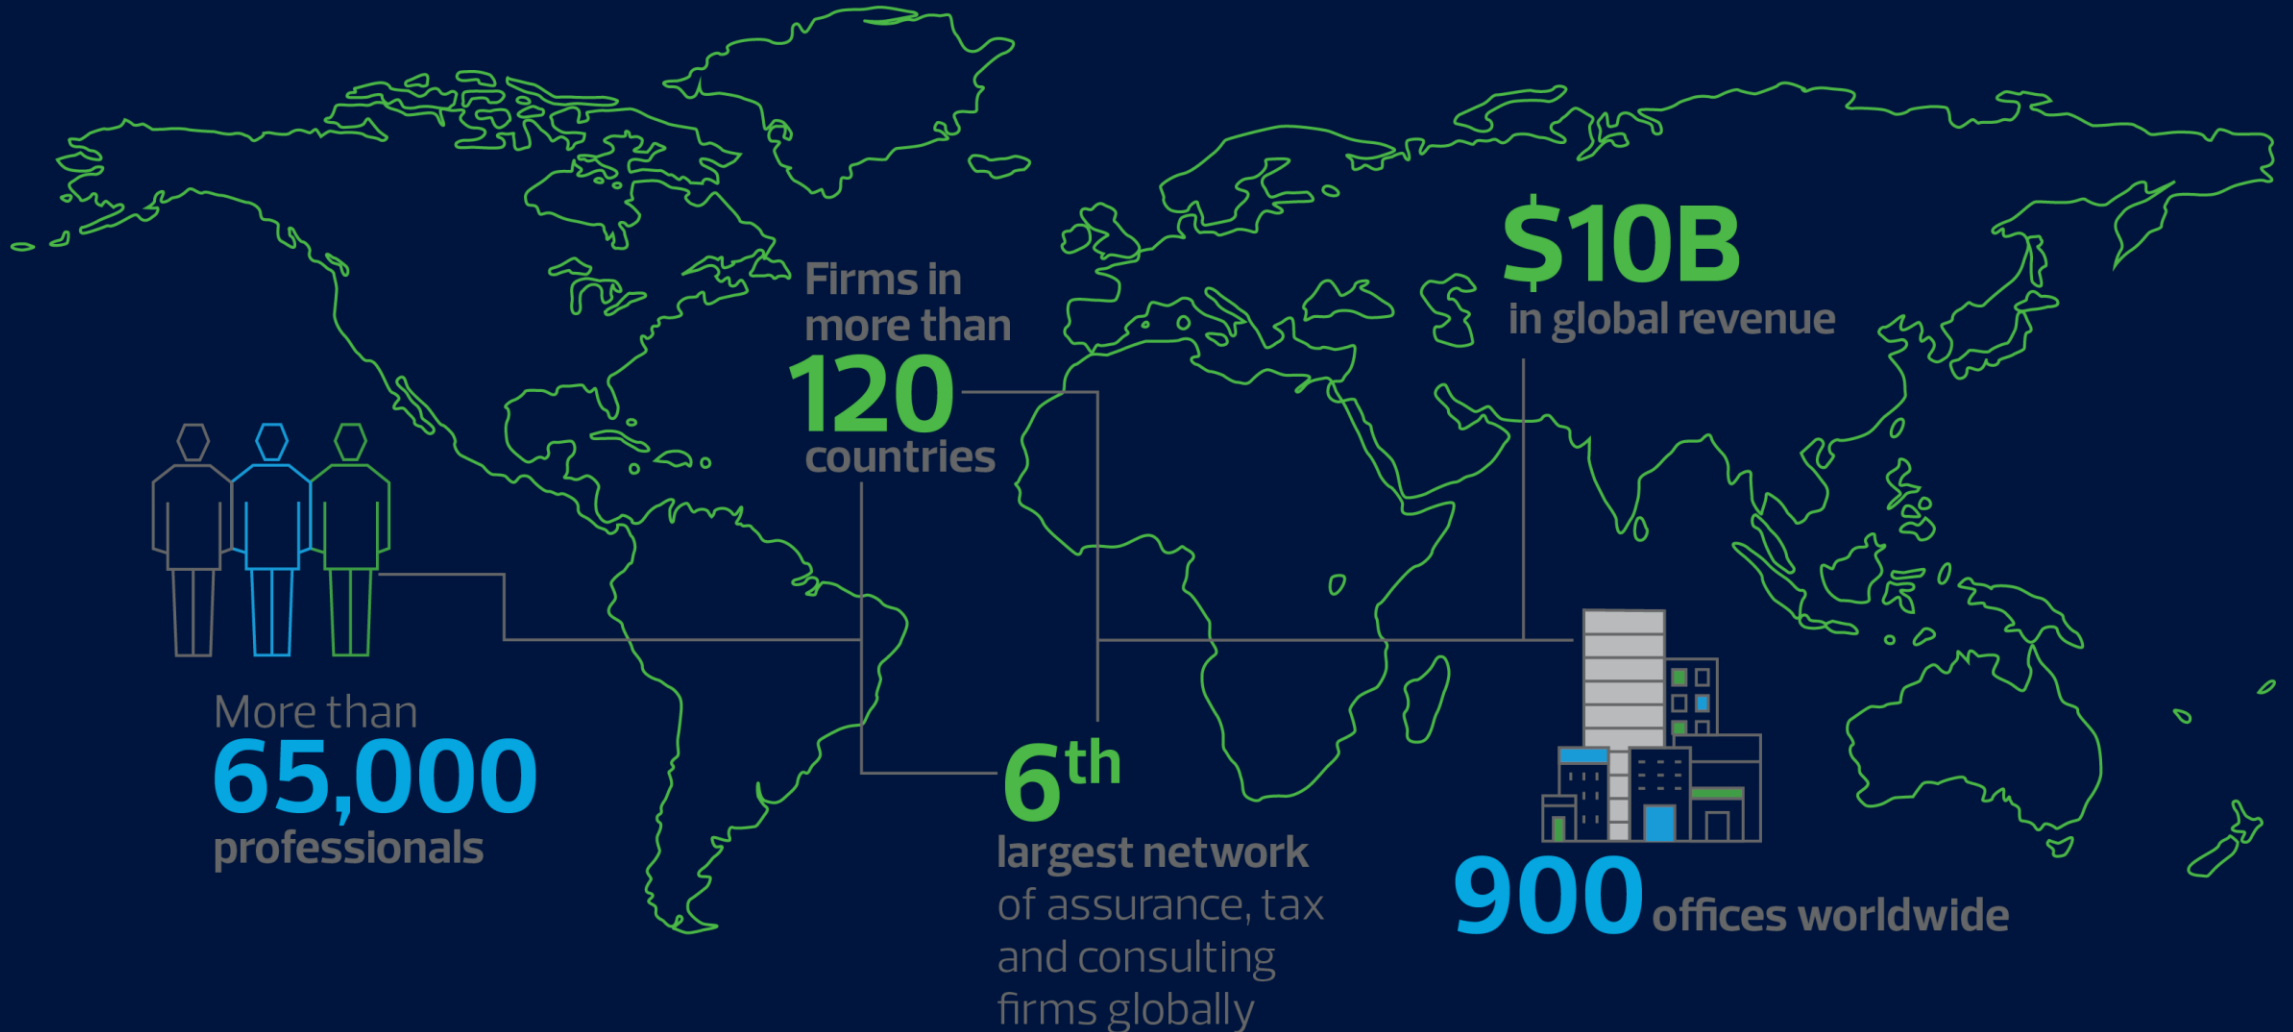 Firms in
more than
120
countries
$10B
in global revenue
More than
65,000
professionals
6th
largest network
of assurance, tax
and consulting
firms globally
900 offices worldwide